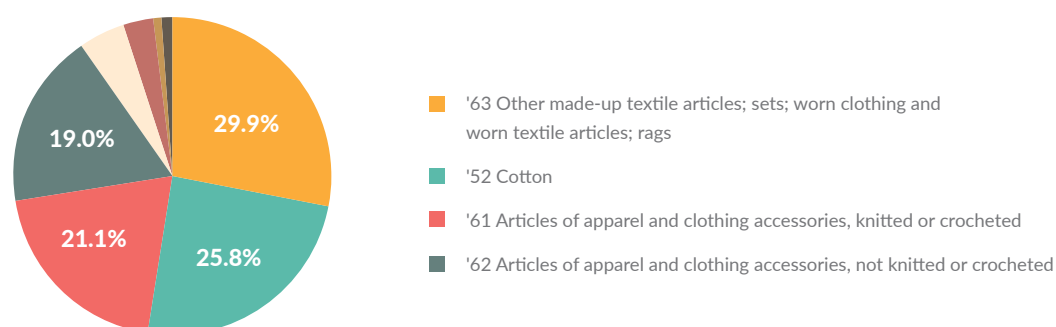 29.9%
19.0%
21.1%
25.8%
'63 Other made-up textile articles; sets; worn clothing and
worn textile articles; rags
'52 Cotton
'61 Articles of apparel and clothing accessories, knitted or crocheted
'62 Articles of apparel and clothing accessories, not knitted or crocheted